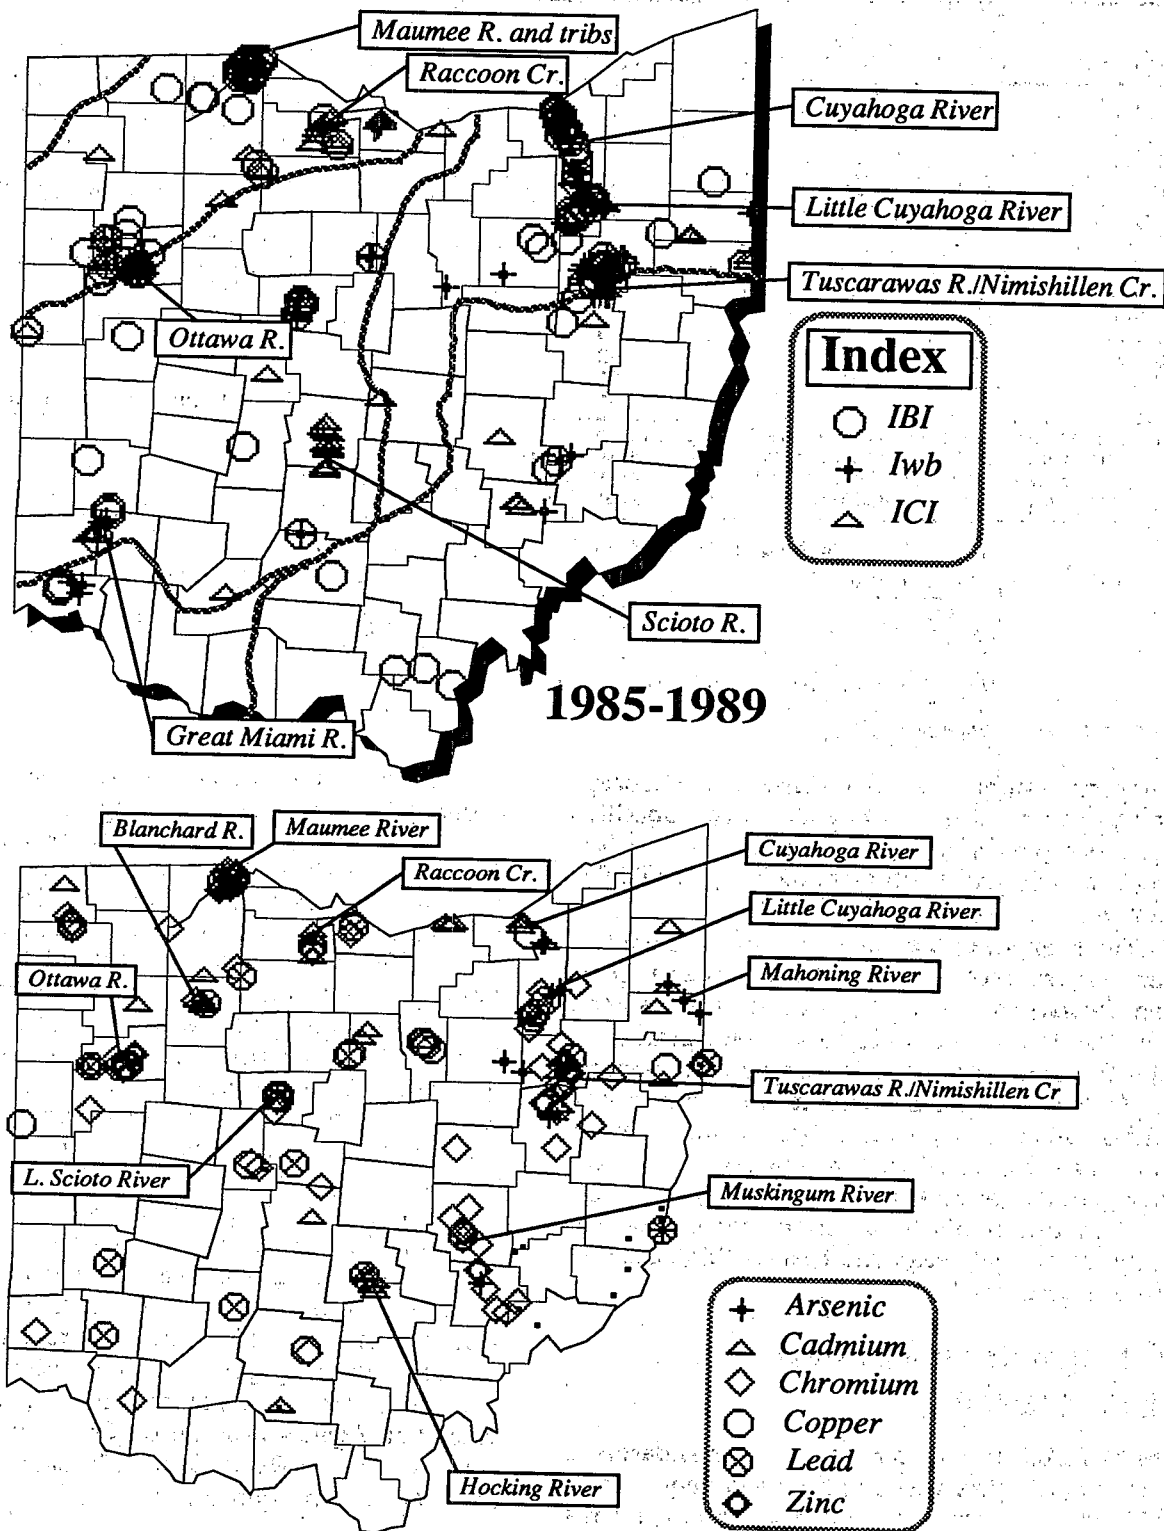 Maumee R. and tribs
Raccoon Cr.
Cuyahoga River
Little Cuyahoga River
Tuscarawas R./Nimishillen Cr.
Ottawa R.
Index
IBI
Iwb
ICI
Scioto R.
1985-1989
Great Miami R.
Blanchard R.
Maumee River
Raccoon Cr.
Cuyahoga River
Little Cuyahoga River
Ottawa R.
Mahoning River
Tuscarawas R./Nimishillen Cr
L. Scioto River
Muskingum River
Arsenic
Cadmium
Chromium
Copper
Lead
Zinc
Hocking River